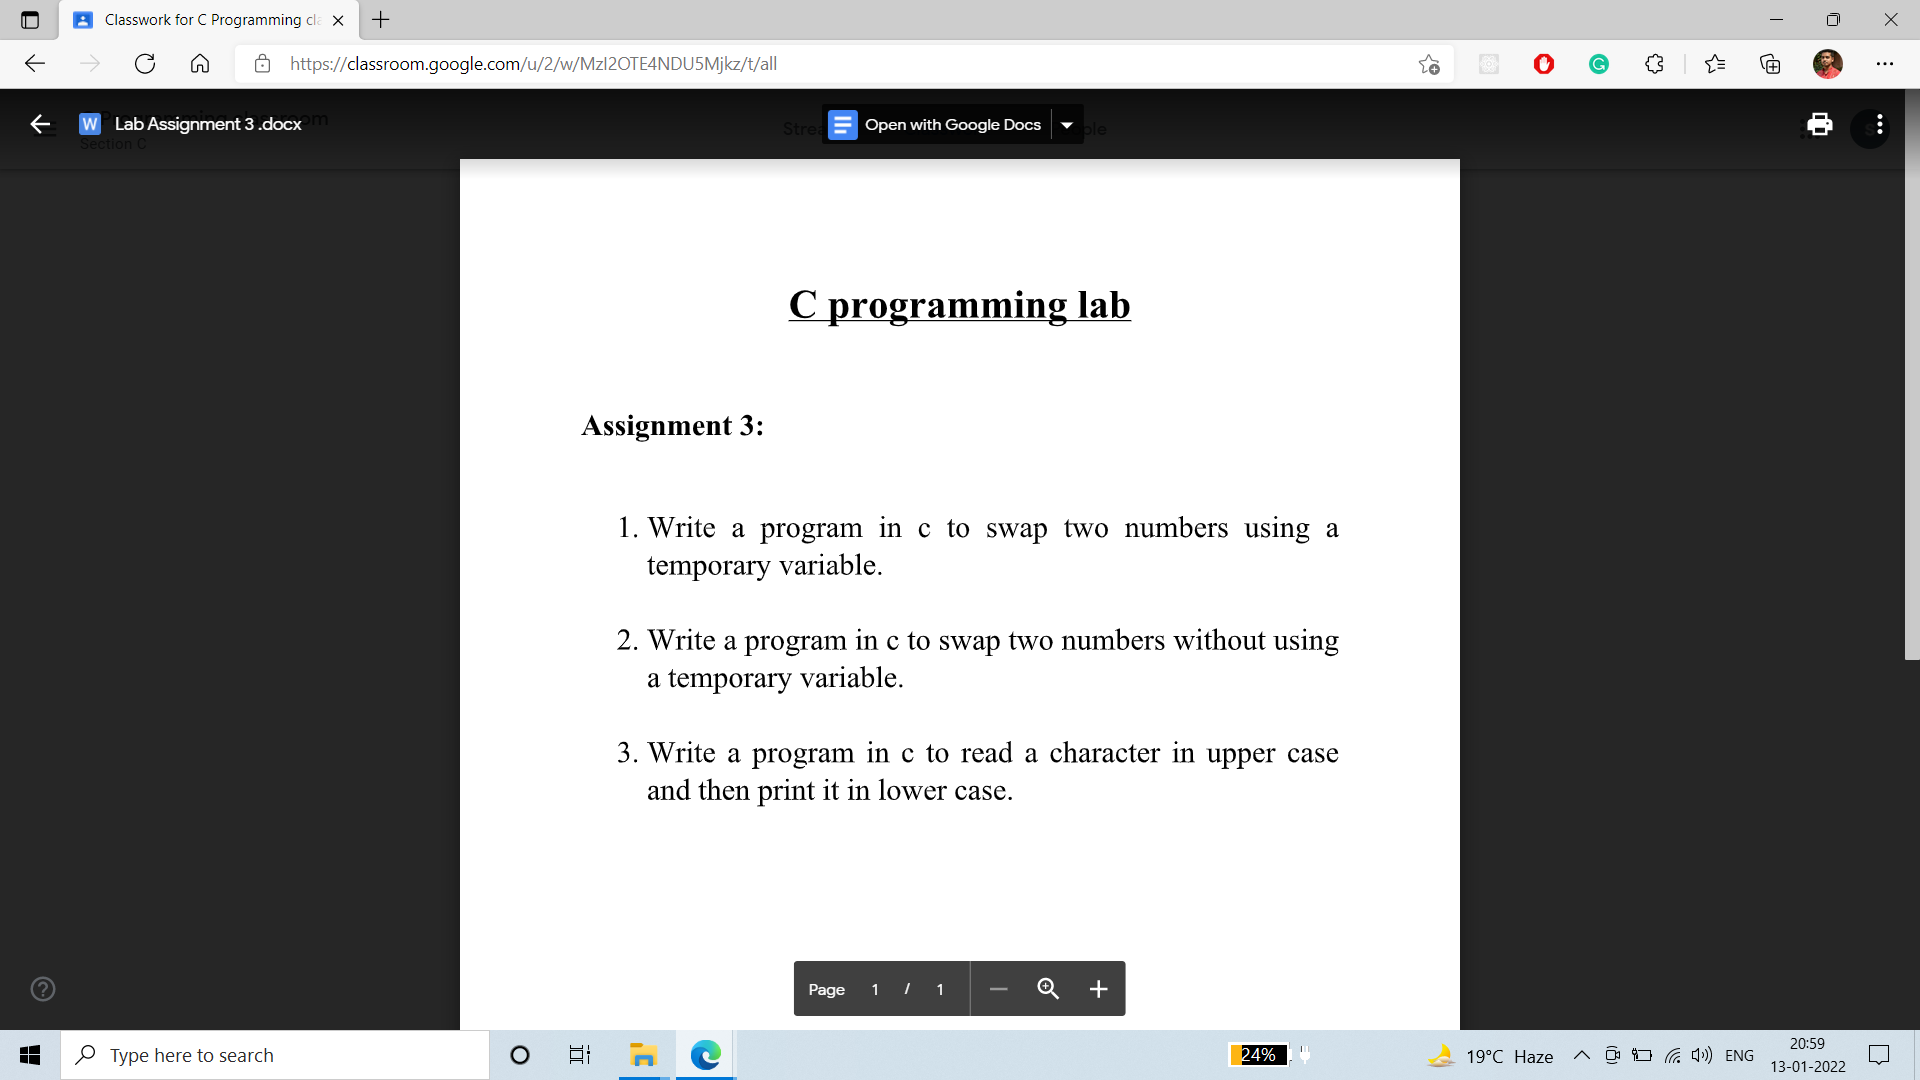 Classwork for C Programming cla
https://classroom.google.com/u/2/w/MzI2OTE4NDU5Mjkz/t/all
Lab Assignment 3 .docx
Section C
Open with Google Docs
C programming lab
Assignment 3:
1. Write a program in c to swap two numbers using a
temporary variable.
2. Write a program in c to swap two numbers without using
a temporary variable.
3. Write a program in c to read a character in upper case
and then print it in lower case.
Page 1 / 1
Type here to search
24%
19°C Haze
ENG
20:59
13-01-2022